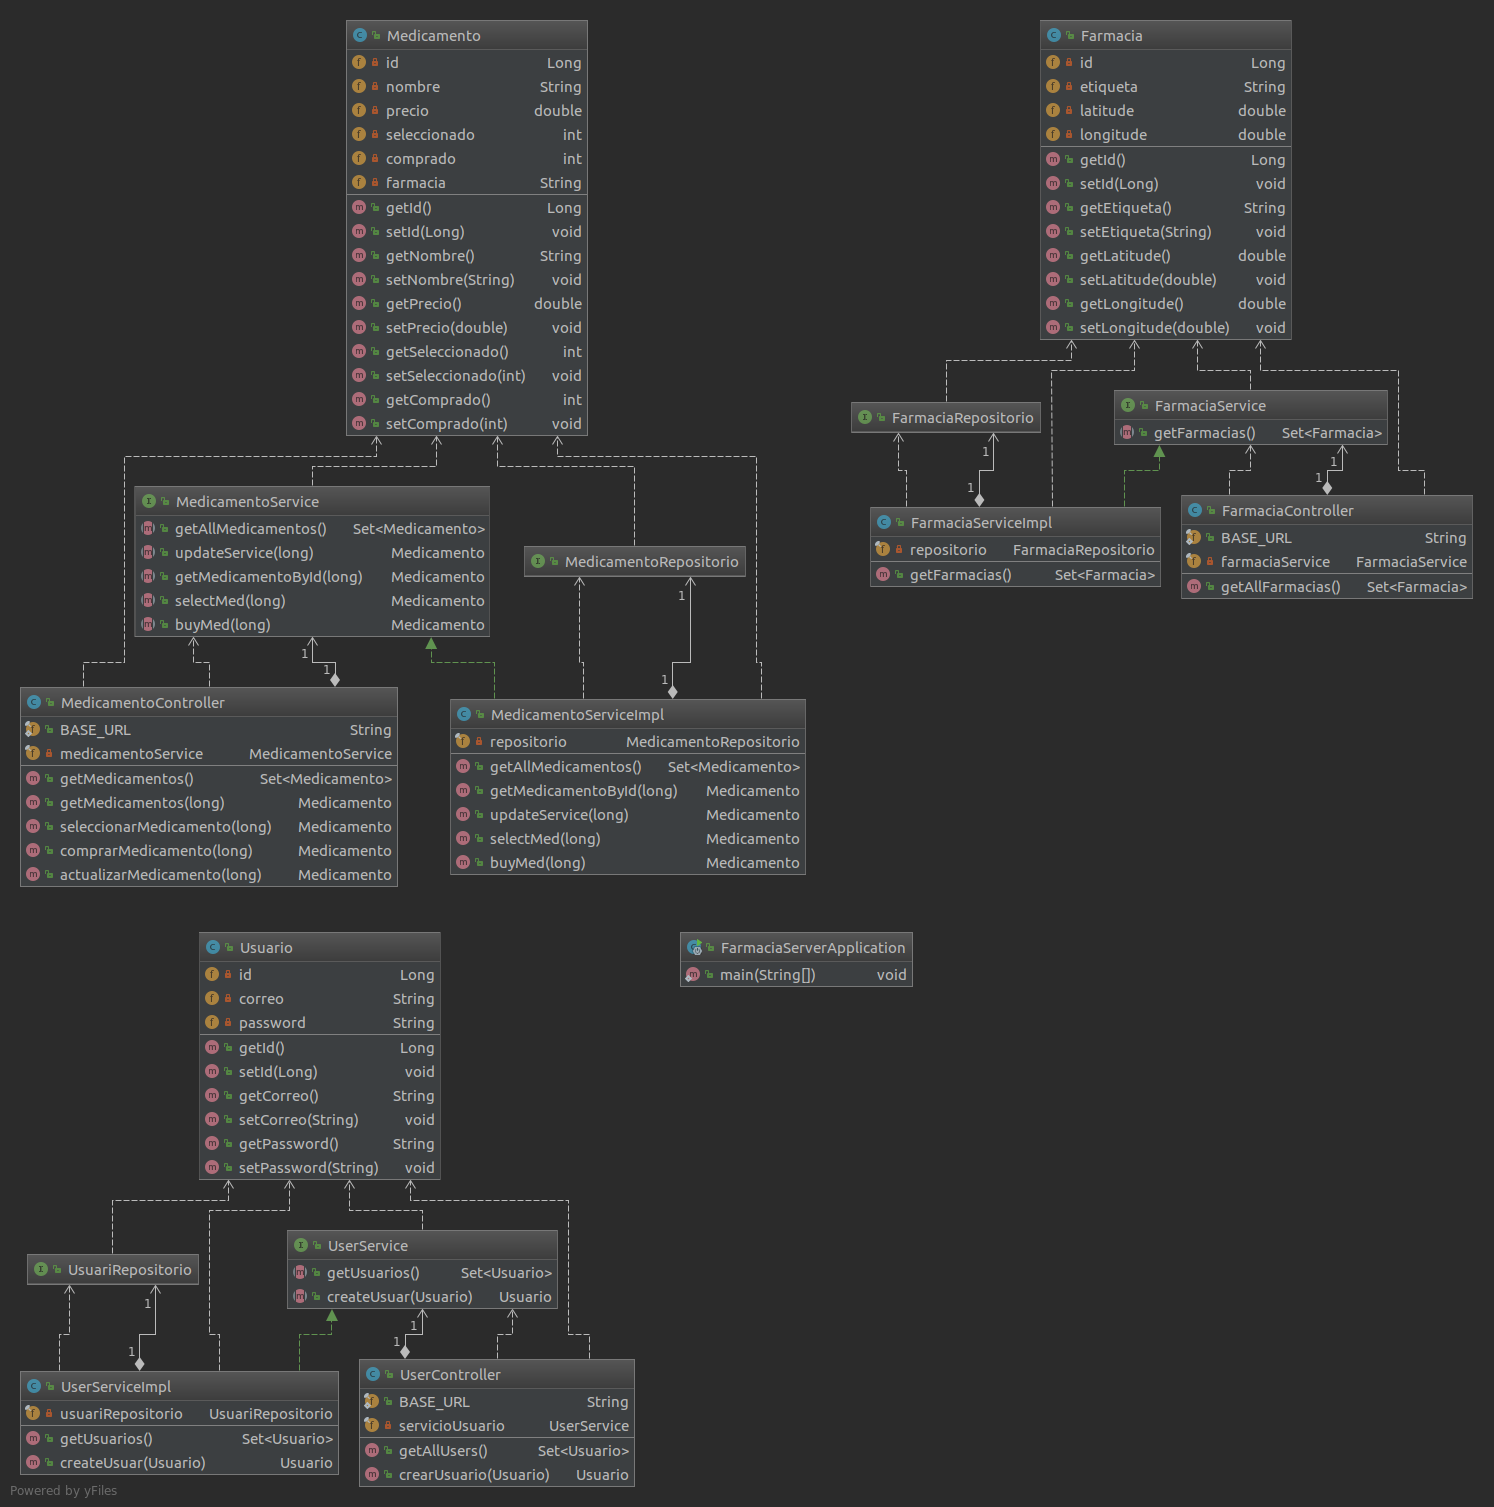 Medicamento
id Long
nombre String
precio double
seleccionado int
comprado int
farmacia String
getId() Long
setId(Long) void
getNombre() String
setNombre(String) void
getPrecio() double
setPrecio(double) void
getSeleccionado() int
setSeleccionado(int) void
getComprado() int
setComprado(int) void
Farmacia
id Long
etiqueta String
latitude double
longitude double
getId() Long
setId(Long) void
getEtiqueta() String
setEtiqueta(String) void
getLatitude() double
setLatitude(double) void
getLongitude() double
setLongitude(double) void
FarmaciaRepositorio
FarmaciaService
getFarmacias() Set<Farmacia>
1
1
1
1
FarmaciaServiceImpl
repositorio FarmaciaRepositorio
getFarmacias() Set<Farmacia>
FarmaciaController
BASE_URL String
farmaciaService FarmaciaService
getAllFarmacias() Set<Farmacia>
MedicamentoService
getAllMedicamentos() Set<Medicamento>
updateService(long) Medicamento
getMedicamentoById(long) Medicamento
selectMed(long) Medicamento
buyMed(long) Medicamento
MedicamentoRepositorio
1
1
1
1
MedicamentoController
BASE_URL String
medicamentoService MedicamentoService
getMedicamentos() Set<Medicamento>
getMedicamentos(long) Medicamento
seleccionarMedicamento(long) Medicamento
comprarMedicamento(long) Medicamento
actualizarMedicamento(long) Medicamento
MedicamentoServiceImpl
repositorio MedicamentoRepositorio
getAllMedicamentos() Set<Medicamento>
getMedicamentoById(long) Medicamento
updateService(long) Medicamento
selectMed(long) Medicamento
buyMed(long) Medicamento
Usuario
id Long
correo String
password String
getId() Long
setId(Long) void
getCorreo() String
setCorreo(String) void
getPassword() String
setPassword(String) void
FarmaciaServerApplication
main(String[]) void
UsuariRepositorio
UserService
getUsuarios() Set<Usuario>
createUsuar(Usuario) Usuario
1
1
1
1
UserServiceImpl
usuariRepositorio UsuariRepositorio
getUsuarios() Set<Usuario>
createUsuar(Usuario) Usuario
UserController
BASE_URL String
servicioUsuario UserService
getAllUsers() Set<Usuario>
crearUsuario(Usuario) Usuario
Powered by yFiles